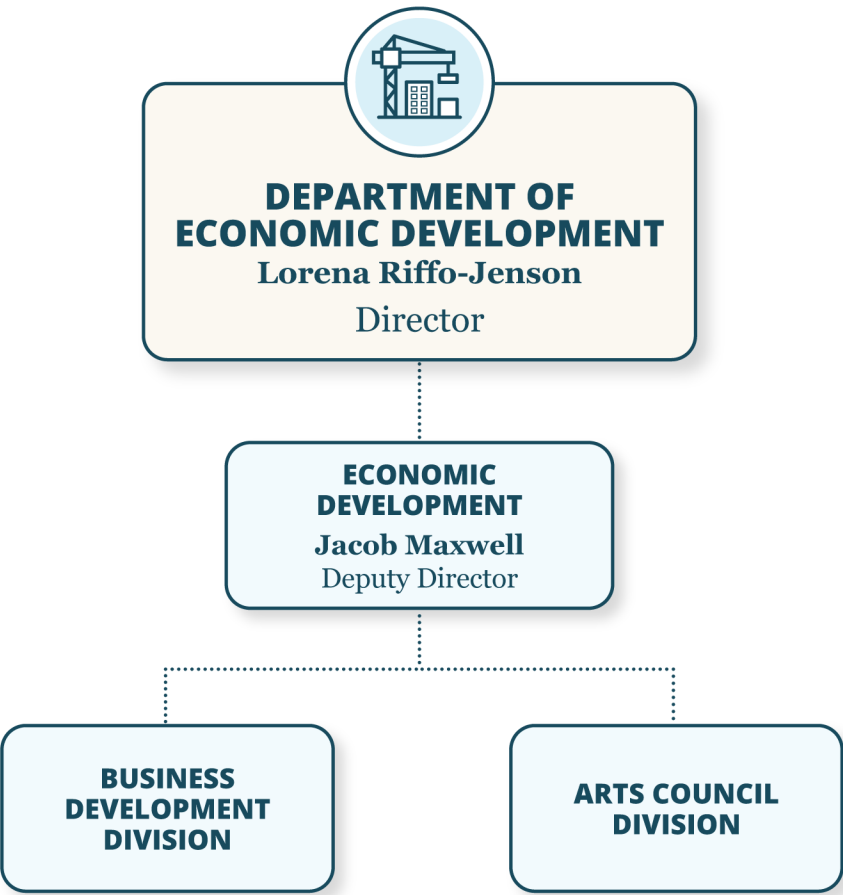 DEPARTMENT OF
ECONOMIC DEVELOPMENT
Lorena Riffo-Jenson
Director
ECONOMIC
DEVELOPMENT
Jacob Maxwell
Deputy Director
BUSINESS
DEVELOPMENT
DIVISION
ARTS COUNCIL
DIVISION